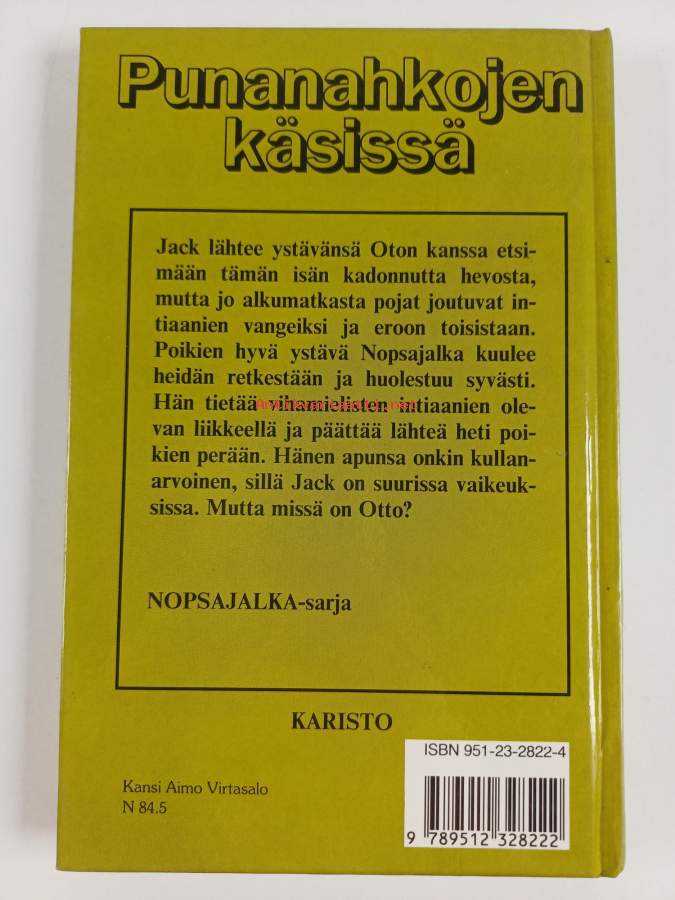 Punanahkojen
käsissä
Jack lähtee ystävänsä Oton kanssa etsi-
mään tämän isän kadonnutta hevosta,
mutta jo alkumatkasta pojat joutuvat in-
tiaanien vangeiksi ja eroon toisistaan.
Poikien hyvä ystävä Nopsajalka kuulee
heidän retkestään ja huolestuu syvästi.
Hän tietää vihamielisten intiaanien ole-
van liikkeellä ja päättää lähteä heti poi-
kien perään. Hänen apunsa onkin kullan-
arvoinen, sillä Jack on suurissa vaikeuk-
sissa. Mutta missä on Otto?
NOPSAJALKA-sarja
KARISTO
ISBN 951-23-2822-4
Kansi Aimo Virtasalo
N 84.5
9 789512 328222